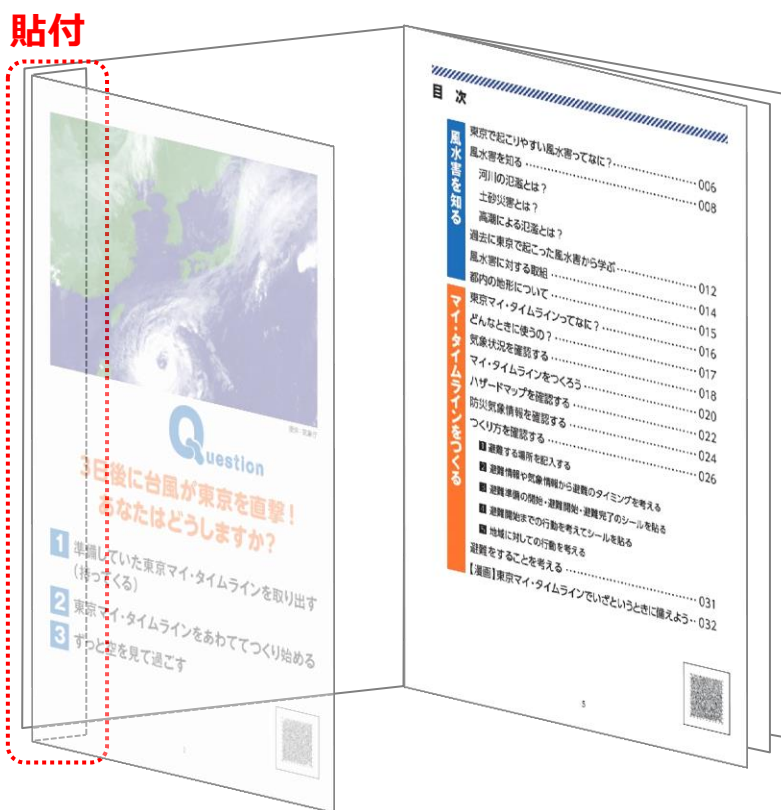 貼付
提供：気象庁
Question
3日後に台風が東京を直撃！
あなたはどうしますか？
1 準備していた東京マイ・タイムラインを取り出す
（持ってくる）
2 東京マイ・タイムラインをあわててつくり始める
3 ずっと空を見て過ごす
目 次
風水害を知る
東京で起こりやすい風水害ってなに？ 006
風水害を知る 008
河川の氾濫とは？
土砂災害とは？
高潮による氾濫とは？
過去に東京で起こった風水害から学ぶ 012
風水害に対する取組 014
都内の地形について 015
マイ・タイムラインをつくる
東京マイ・タイムラインってなに？ 016
どんなときに使うの？ 017
気象状況を確認する 018
マイ・タイムラインをつくろう 020
ハザードマップを確認する 022
防災気象情報を確認する 024
つくり方を確認する 026
1 避難する場所を記入する
2 避難情報や気象情報から避難のタイミングを考える
3 避難準備の開始・避難開始・避難完了のシールを貼る
4 避難開始までの行動を考えてシールを貼る
5 地域に対しての行動を考える
避難をすることを考える 031
【漫画】東京マイ・タイムラインでいざというときに備えよう 032